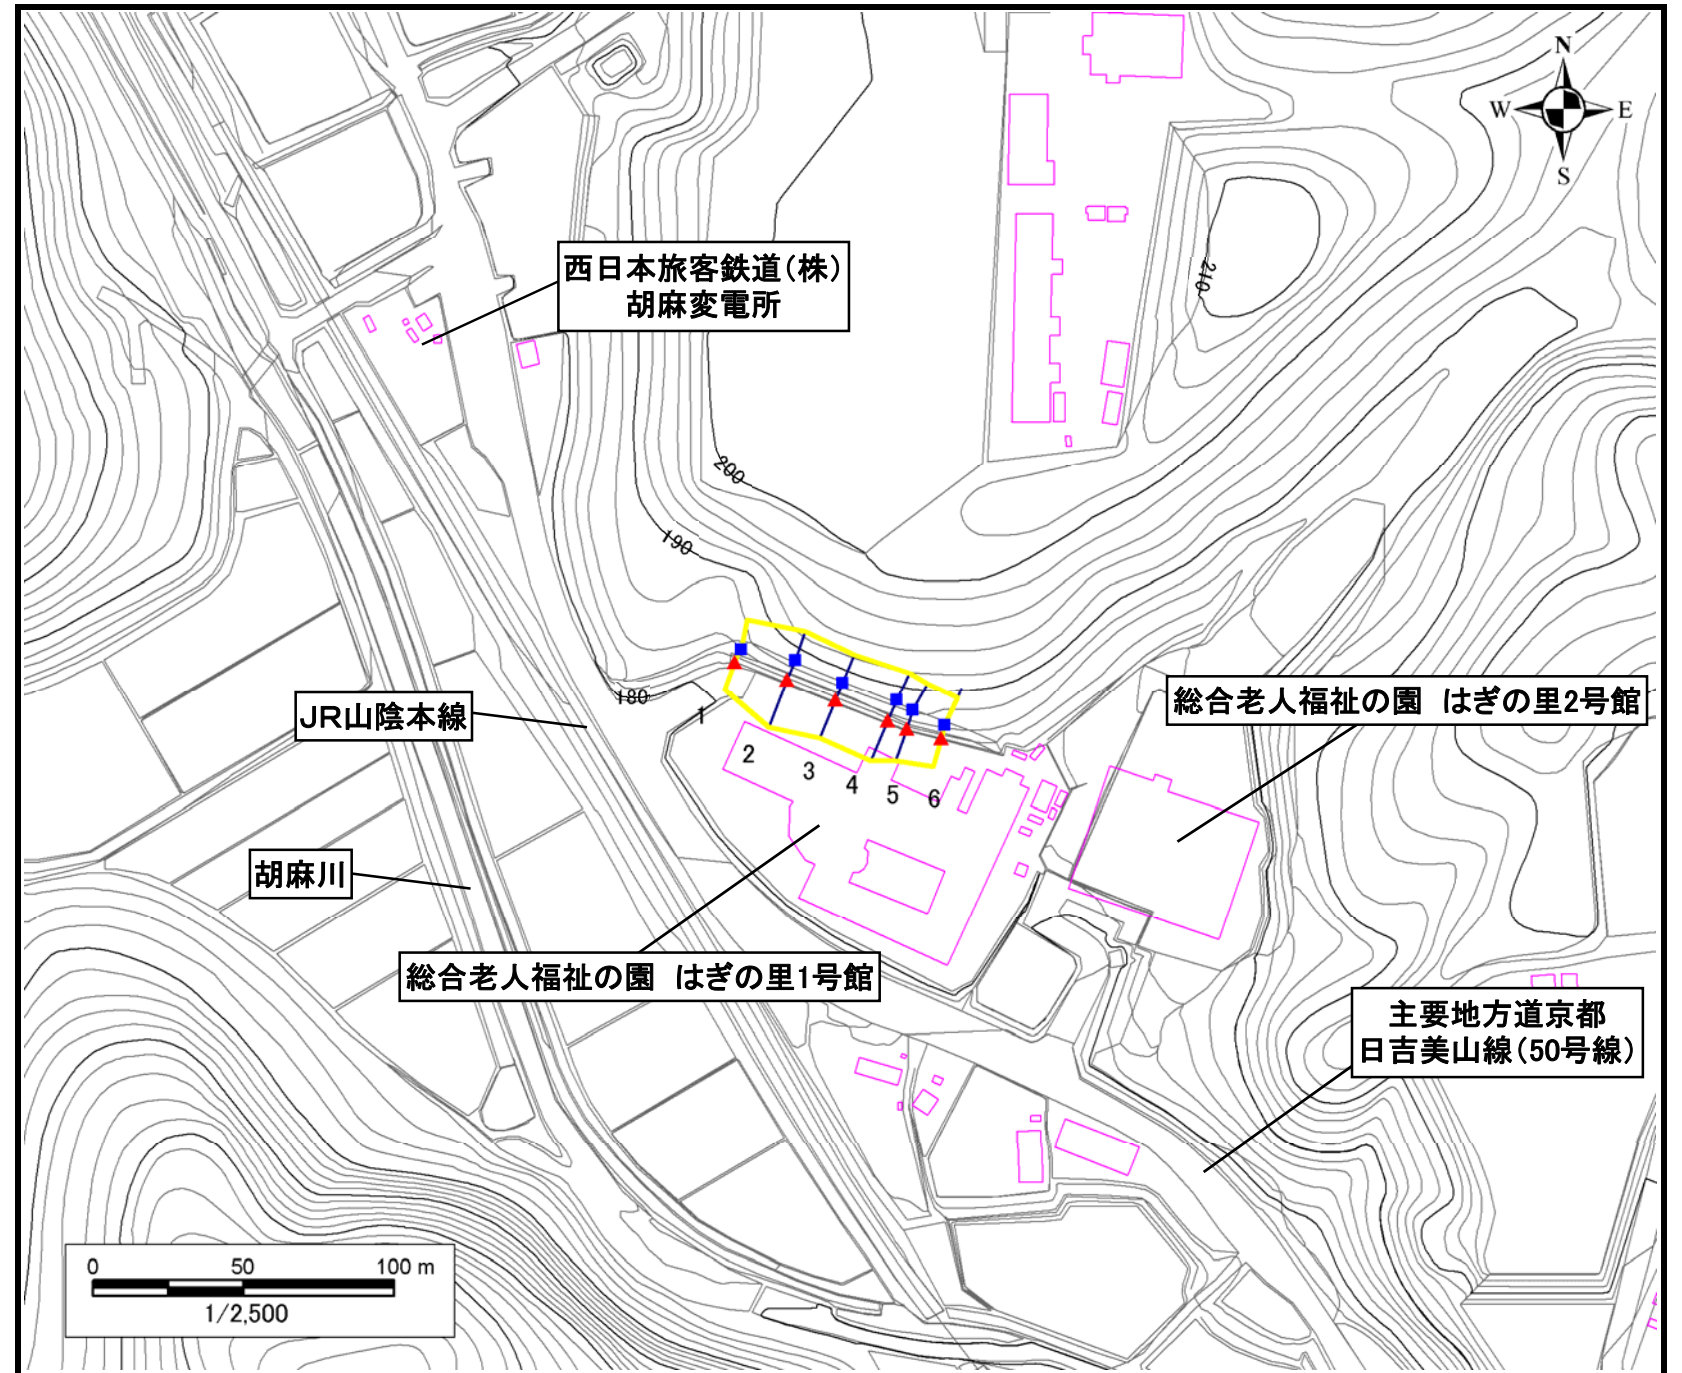 N
W E
S
西日本旅客鉄道(株)
胡麻変電所
210
200
190
180
総合老人福祉の園 はぎの里2号館
JR山陰本線
1
2
3
4
5
6
胡麻川
総合老人福祉の園 はぎの里1号館
主要地方道京都
日吉美山線(50号線)
0 50 100 m
1/2,500